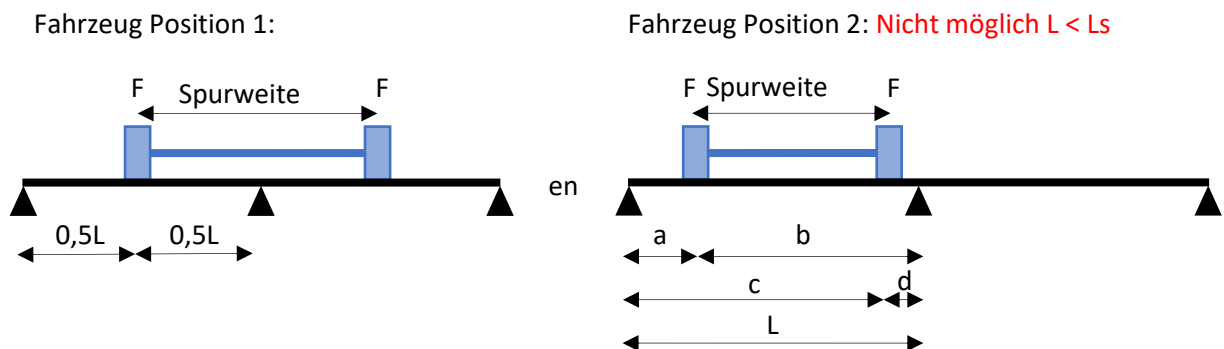 Fahrzeug Position 1:
Fahrzeug Position 2: Nicht möglich L < Ls
F Spurweite F
F Spurweite F
en
0,5L 0,5L
a b
c d
L